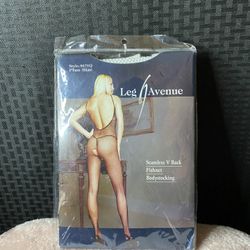 Leg Avenue
Seamless V Back
Fishnet
Bodystocking